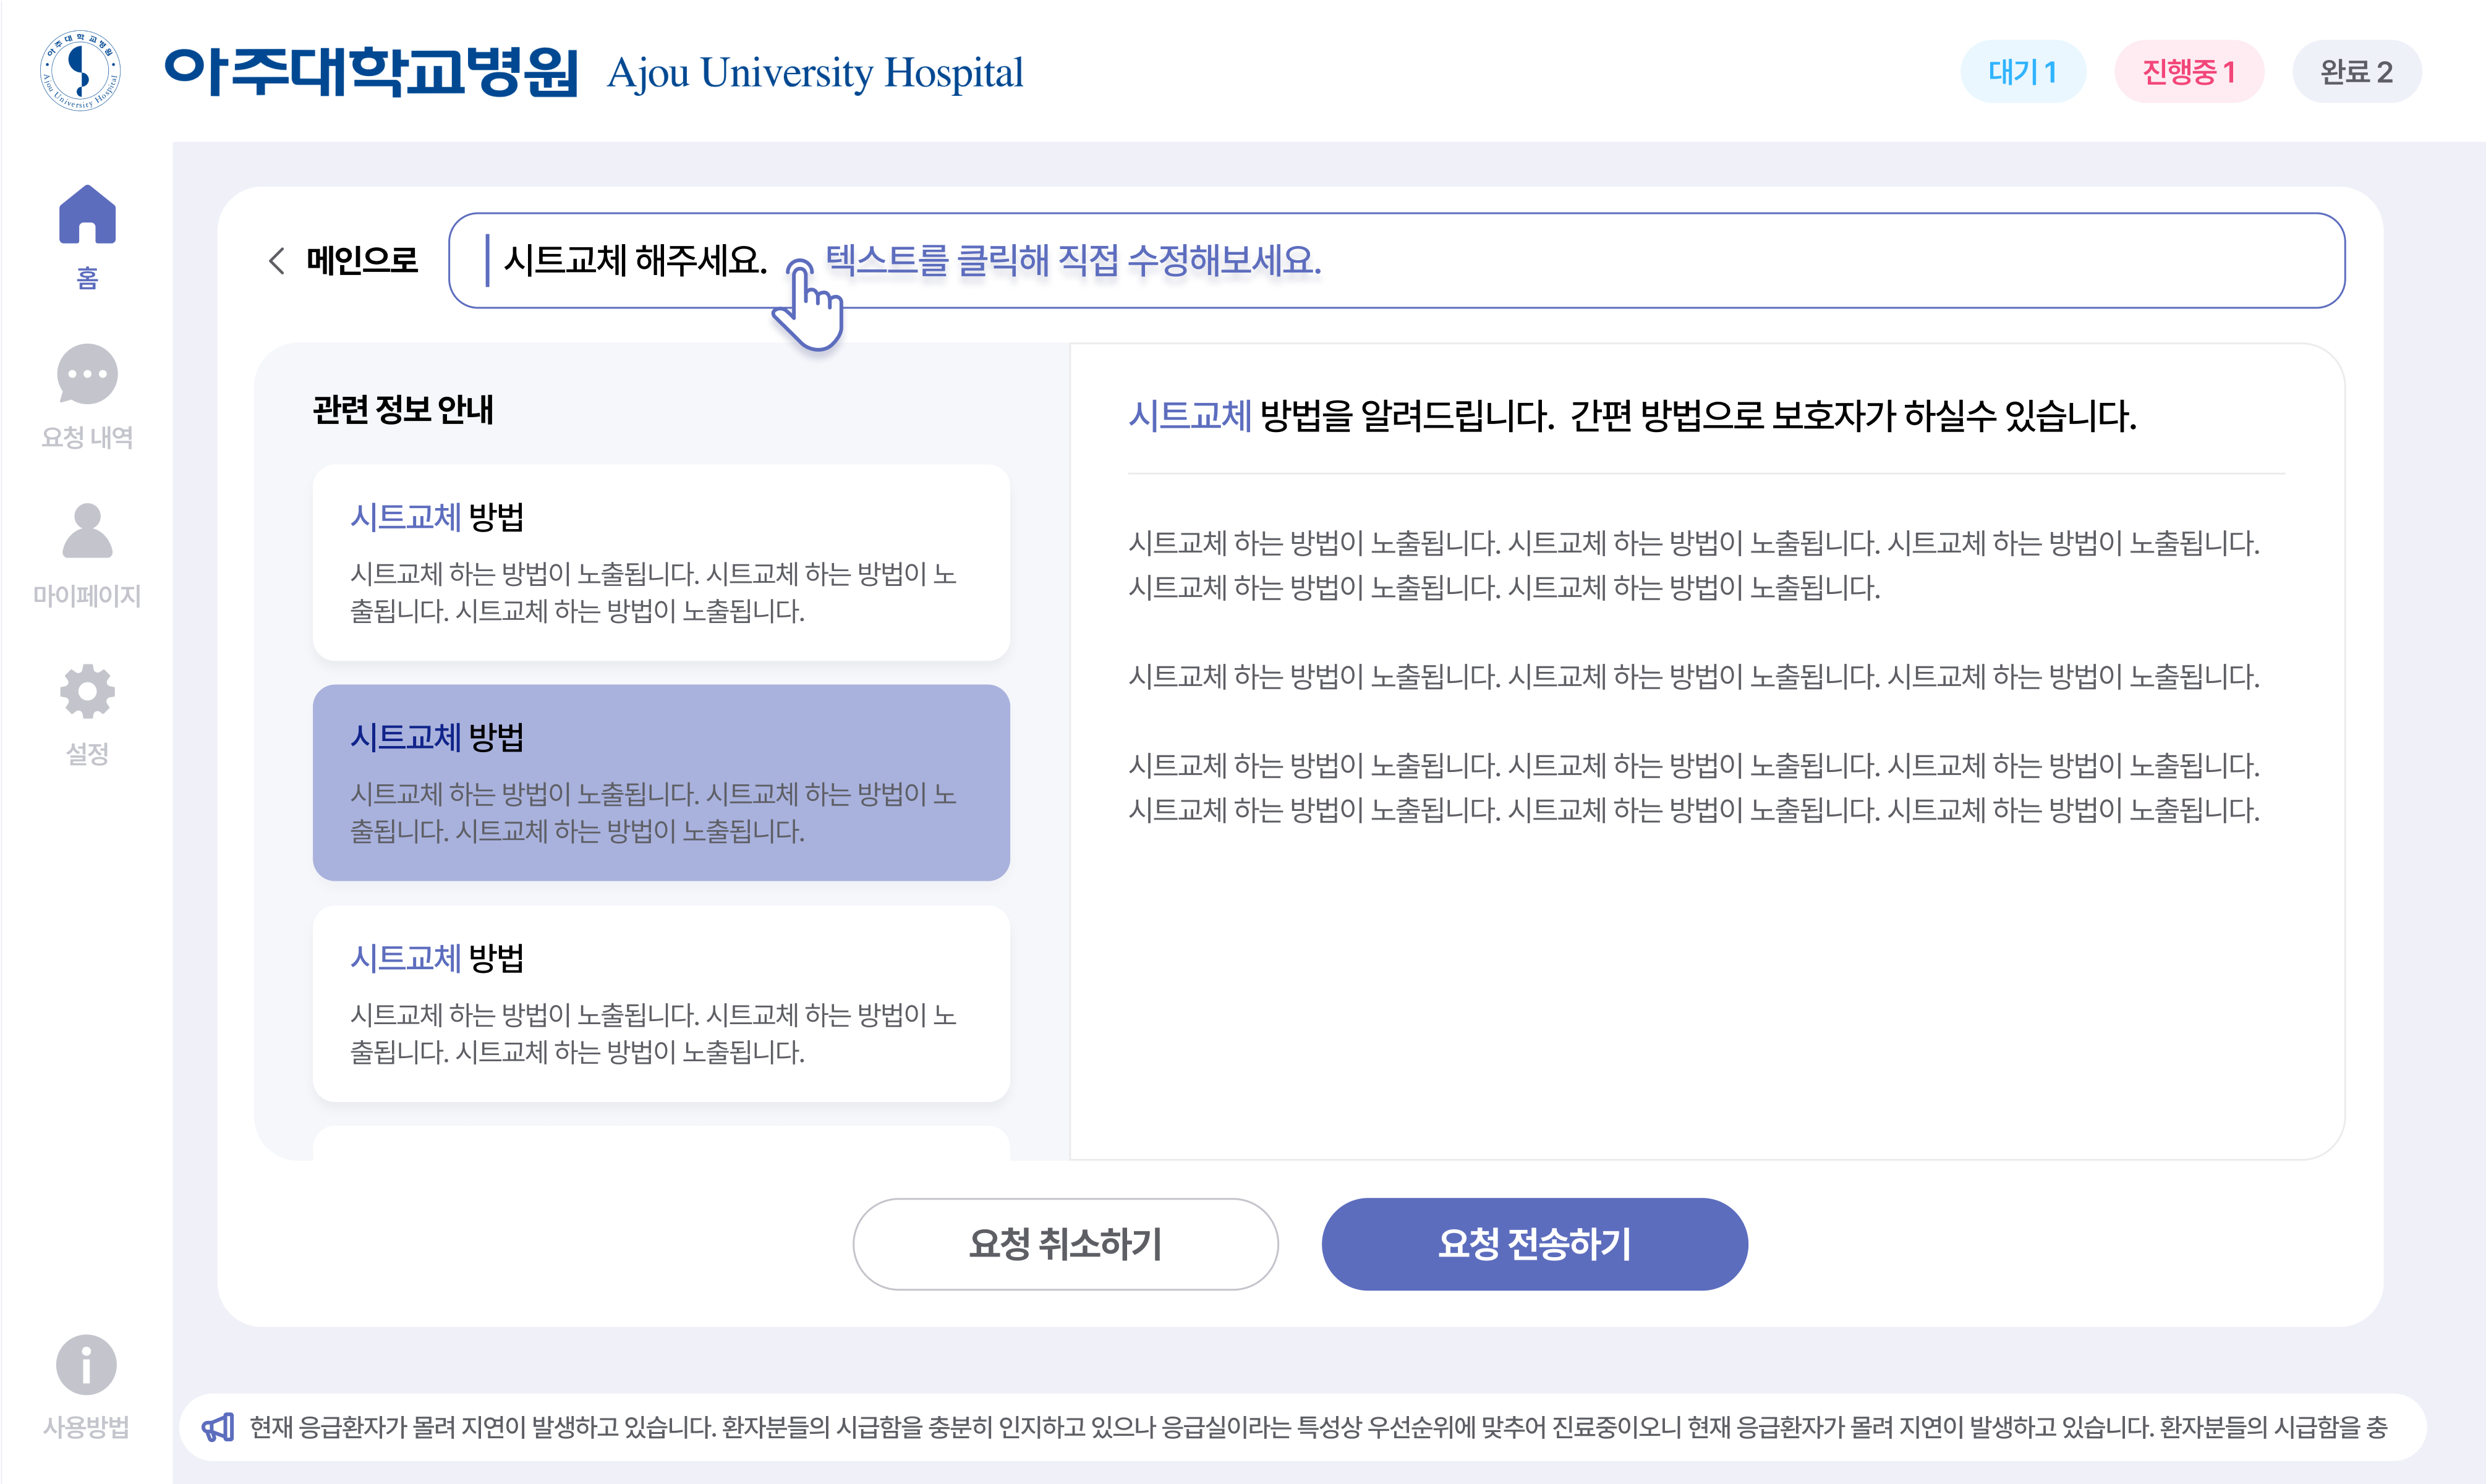 아주대학교병원
Ajou University Hospital
아주대학교병원 Ajou University Hospital
대기 1
진행중 1
완료 2
홈
요청 내역
마이페이지
설정
사용방법
메인으로
시트교체 해주세요.
텍스트를 클릭해 직접 수정해보세요.
관련 정보 안내
시트교체 방법
시트교체 하는 방법이 노출됩니다. 시트교체 하는 방법이 노
출됩니다. 시트교체 하는 방법이 노출됩니다.
시트교체 방법
시트교체 하는 방법이 노출됩니다. 시트교체 하는 방법이 노
출됩니다. 시트교체 하는 방법이 노출됩니다.
시트교체 방법
시트교체 하는 방법이 노출됩니다. 시트교체 하는 방법이 노
출됩니다. 시트교체 하는 방법이 노출됩니다.
시트교체 방법을 알려드립니다. 간편 방법으로 보호자가 하실수 있습니다.
시트교체 하는 방법이 노출됩니다. 시트교체 하는 방법이 노출됩니다. 시트교체 하는 방법이 노출됩니다.
시트교체 하는 방법이 노출됩니다. 시트교체 하는 방법이 노출됩니다.
시트교체 하는 방법이 노출됩니다. 시트교체 하는 방법이 노출됩니다. 시트교체 하는 방법이 노출됩니다.
시트교체 하는 방법이 노출됩니다. 시트교체 하는 방법이 노출됩니다. 시트교체 하는 방법이 노출됩니다.
시트교체 하는 방법이 노출됩니다. 시트교체 하는 방법이 노출됩니다. 시트교체 하는 방법이 노출됩니다.
요청 취소하기
요청 전송하기
현재 응급환자가 몰려 지연이 발생하고 있습니다. 환자분들의 시급함을 충분히 인지하고 있으나 응급실이라는 특성상 우선순위에 맞추어 진료중이오니 현재 응급환자가 몰려 지연이 발생하고 있습니다. 환자분들의 시급함을 충